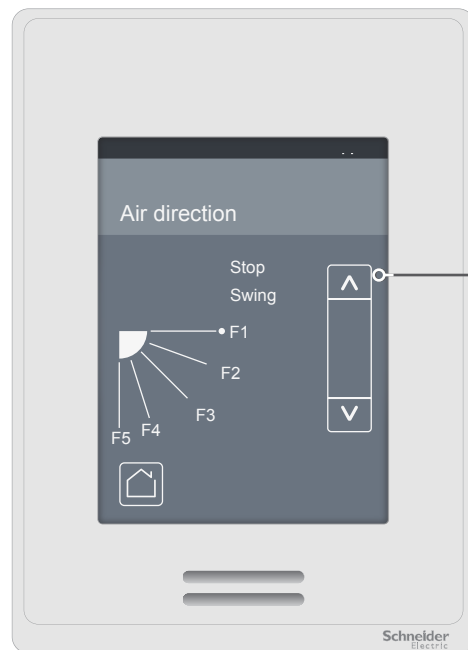 Air direction
Stop
Swing
F1
F2
F3
F4
F5
Schneider
Electric